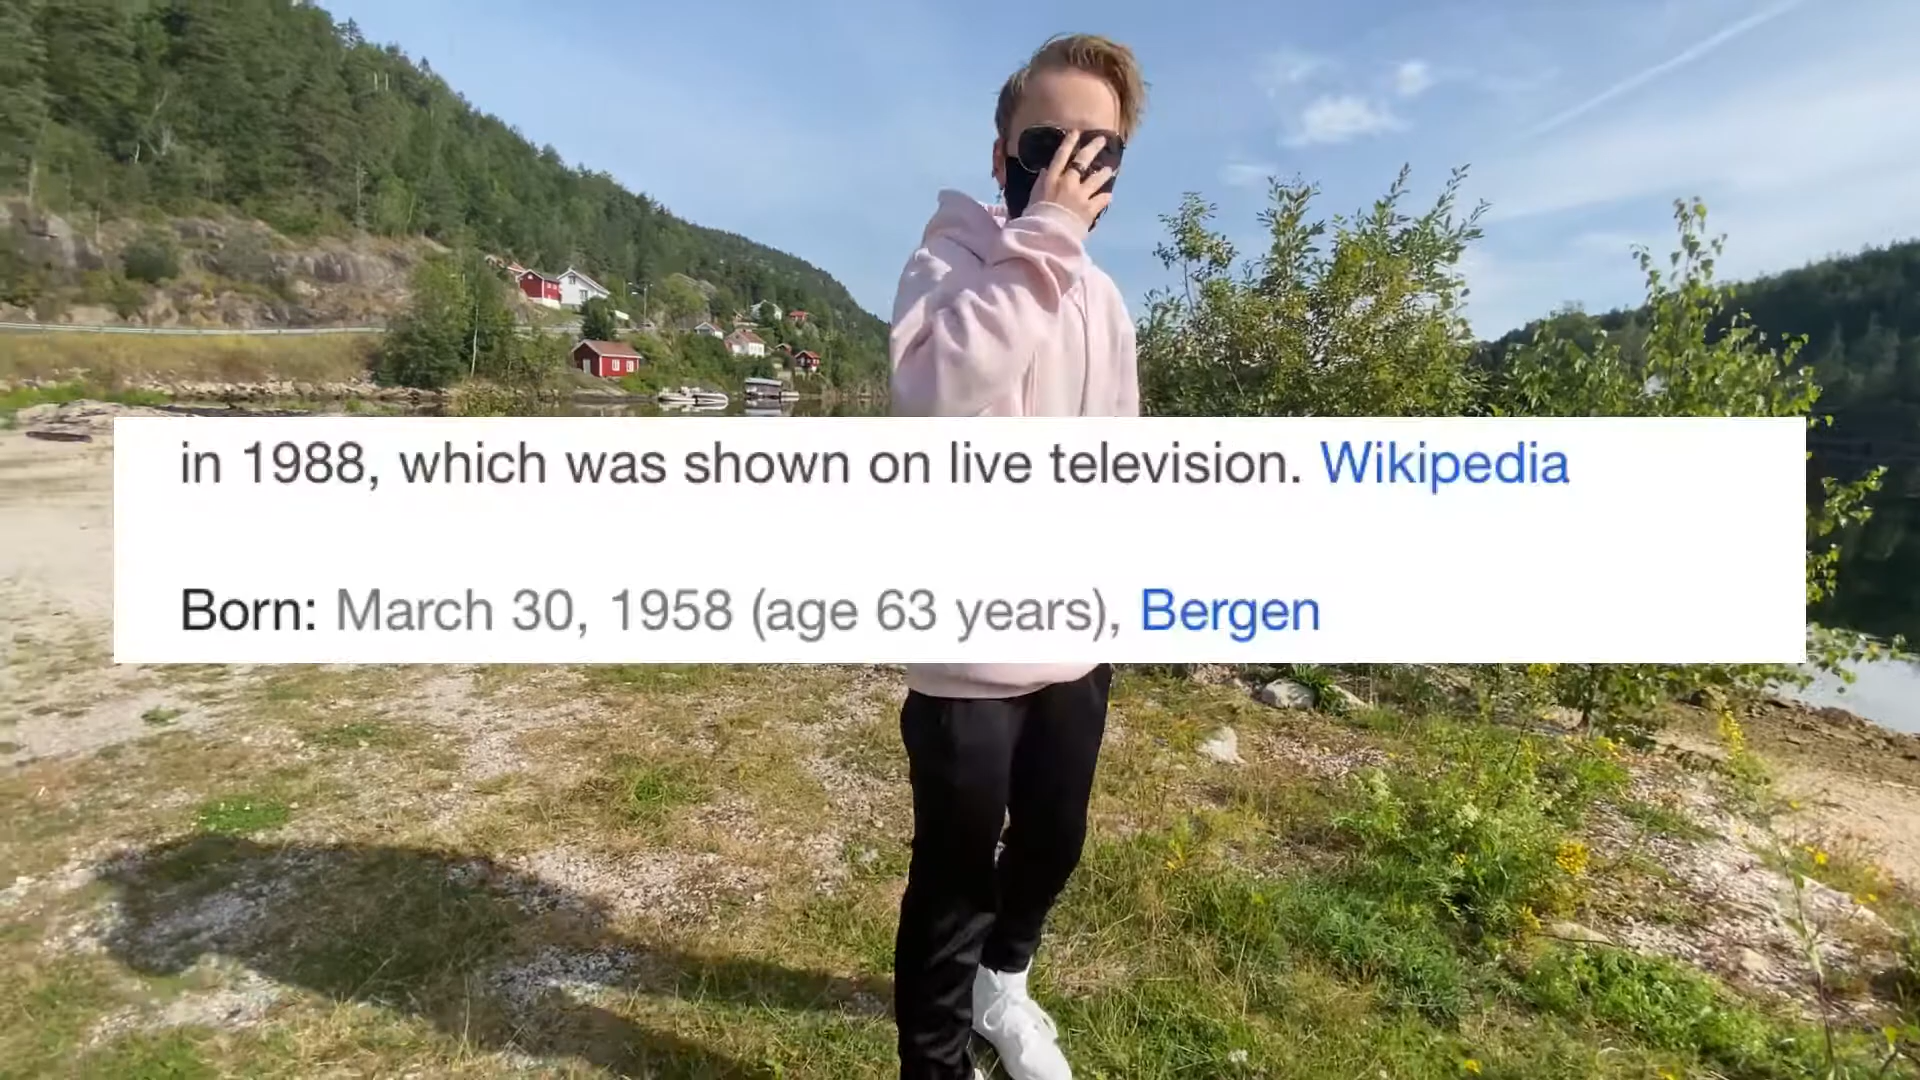 in 1988, which was shown on live television. Wikipedia
Born: March 30, 1958 (age 63 years), Bergen